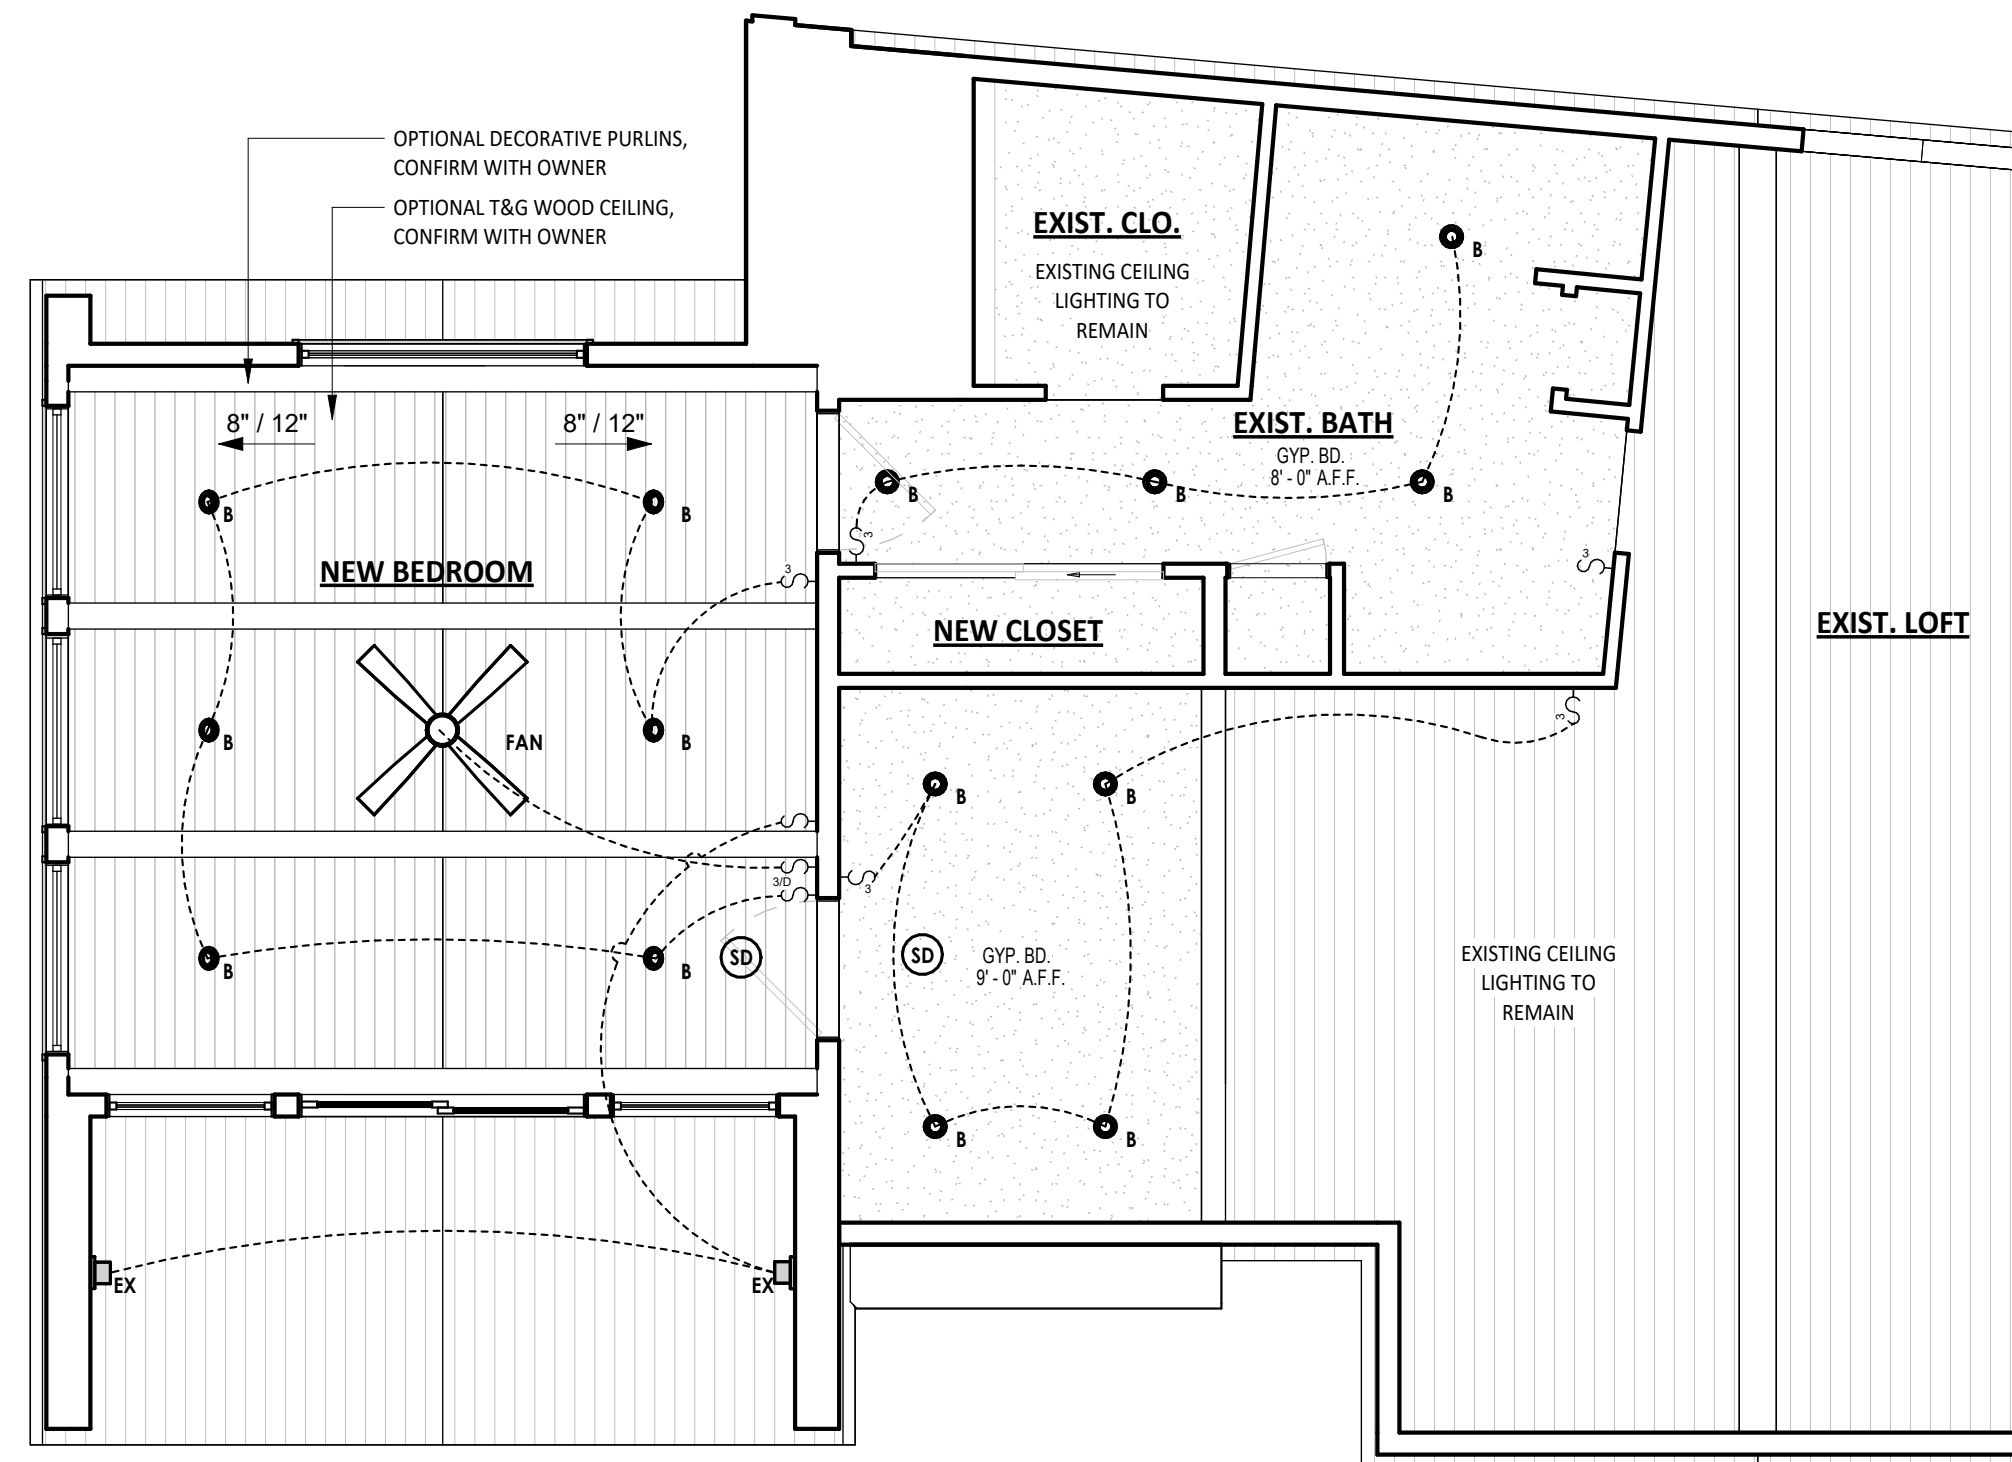 OPTIONAL DECORATIVE PURLINS,
CONFIRM WITH OWNER
OPTIONAL T&G WOOD CEILING,
CONFIRM WITH OWNER
EXIST. CLO.
EXISTING CEILING
LIGHTING TO
REMAIN
B
8" / 12"
8" / 12"
EXIST. BATH
GYP. BD.
8' - 0" A.F.F.
B
B
B
B
B
3
3
NEW BEDROOM
3
NEW CLOSET
EXIST. LOFT
3
B
FAN
B
B
B
3/D
3
B
B
SD
SD
GYP. BD.
9' - 0" A.F.F.
EXISTING CEILING
LIGHTING TO
REMAIN
B
B
EX
EX